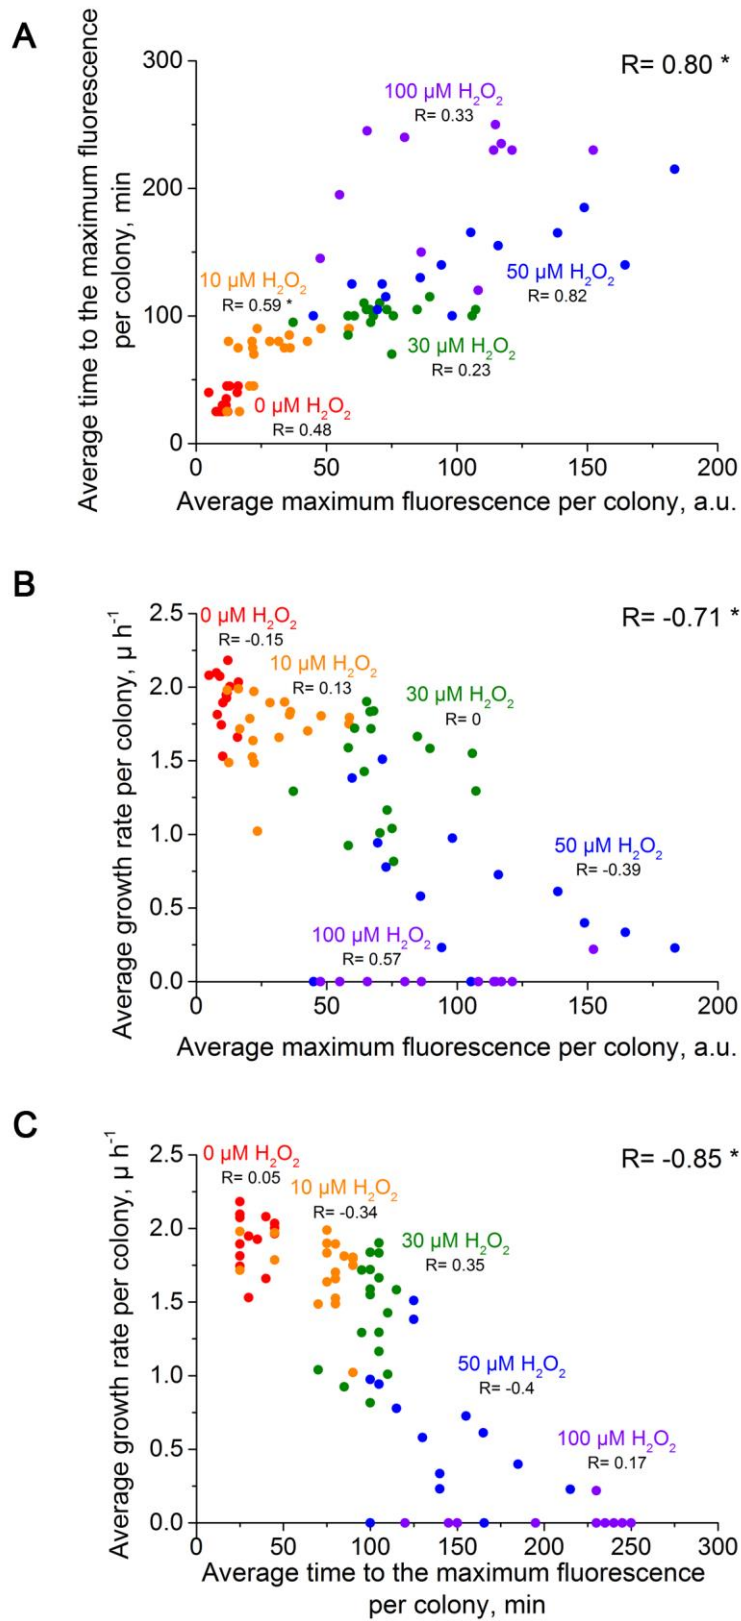 A
Average time to the maximum fluorescence
per colony, min
300
200
100
0
R= 0.80 *
100 µM H₂O₂
R= 0.33
10 µM H₂O₂
R= 0.59 *
50 µM H₂O₂
R= 0.82
30 µM H₂O₂
R= 0.23
0 µM H₂O₂
R= 0.48
0 50 100 150 200
Average maximum fluorescence per colony, a.u.
B
Average growth rate per colony, µ h⁻¹
2.5
2.0
1.5
1.0
0.5
0.0
0 µM H₂O₂
R= -0.15
R= -0.71 *
10 µM H₂O₂
R= 0.13
30 µM H₂O₂
R= 0
50 µM H₂O₂
R= -0.39
100 µM H₂O₂
R= 0.57
0 50 100 150 200
Average maximum fluorescence per colony, a.u.
C
Average growth rate per colony, µ h⁻¹
2.5
2.0
1.5
1.0
0.5
0.0
0 µM H₂O₂
R= 0.05
R= -0.85 *
10 µM H₂O₂
R= -0.34
30 µM H₂O₂
R= 0.35
50 µM H₂O₂
R= -0.4
100 µM H₂O₂
R= 0.17
0 50 100 150 200 250 300
Average time to the maximum fluorescence
per colony, min